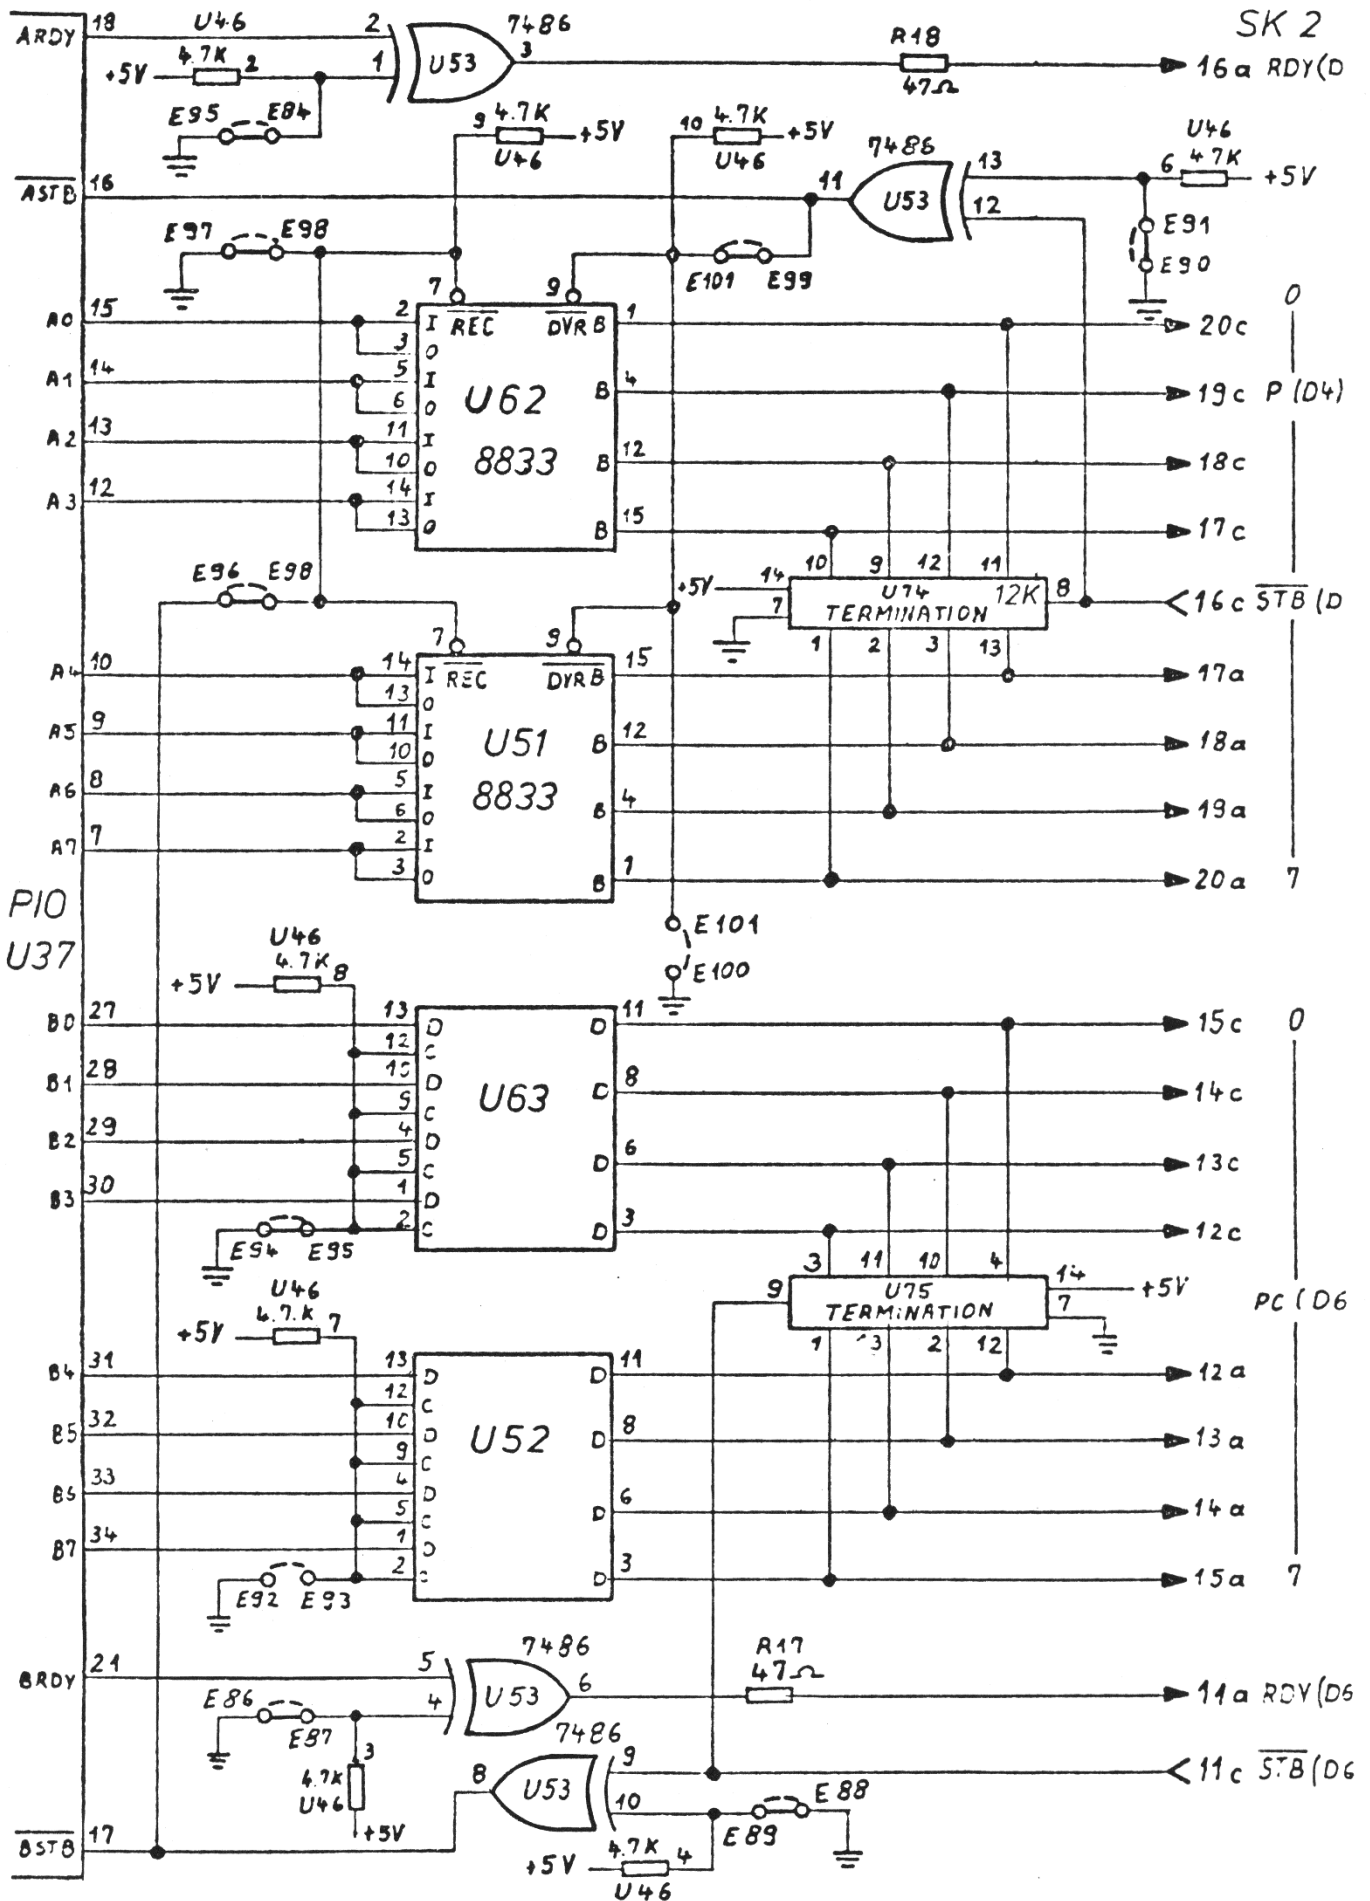 SK 2
ARDY 18 U46 2 7486 R18
4.7K 2 1 U53 3 47Ω 16a RDY(D
+5V
E95 E84 9 4.7K +5V 10 4.7K +5V U46
U46 U46 7486 13 6 4.7K +5V
ASTB 16 11 U53 12 E91
E97 E98 E101 E99 E90
7 9 0
A0 15 2 I REC DVR B 1 20c
3 O
A1 14 5 I U62 B 4 19c P (D4)
6 O
A2 13 11 I 8833 B 12 18c
10 O
A3 12 14 I B 15 17c
13 O
10 9 12 11
E96 E98 +5V 14 U74 12K 8 16c STB (D
7 TERMINATION
7 9 1 2 3 13
A4 10 14 I REC DVR B 15 17a
13 O
A5 9 11 I U51 B 12 18a
10 O
A6 8 5 I 8833 B 4 19a
6 O
A7 7 2 I B 1 20a 7
3 O
PIO
U37
E101
E100
U46
+5V 4.7K 8
B0 27 13 D D 11 15c 0
12 C
B1 28 10 D U63 D 8 14c
9 C
B2 29 4 D D 6 13c
5 C
B3 30 1 D D 3 12c
2 C
E94 E95
3 11 10 4
9 U75 14 +5V
TERMINATION 7 PC (D6
1 13 2 12
U46
+5V 4.7.K 7
B4 31 13 D D 11 12a
12 C
B5 32 10 D U52 D 8 13a
9 C
B6 33 4 D D 6 14a
5 C
B7 34 1 D D 3 15a 7
2 C
E92 E93
7486 R17
BRDY 21 5 U53 6 47Ω 11a RDY(D6
E86 E87 4
7486
3 8 U53 9 11c STB (D6
4.7K 10 E89 E88
U46
+5V
BSTB 17 +5V 4.7K 4
U46